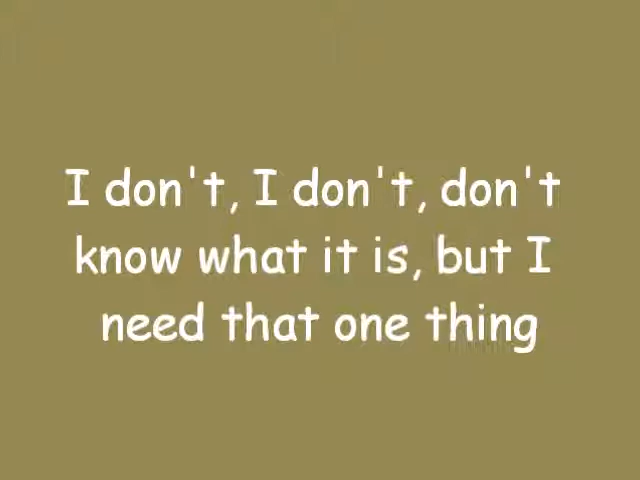 I don't, I don't, don't
know what it is, but I
need that one thing